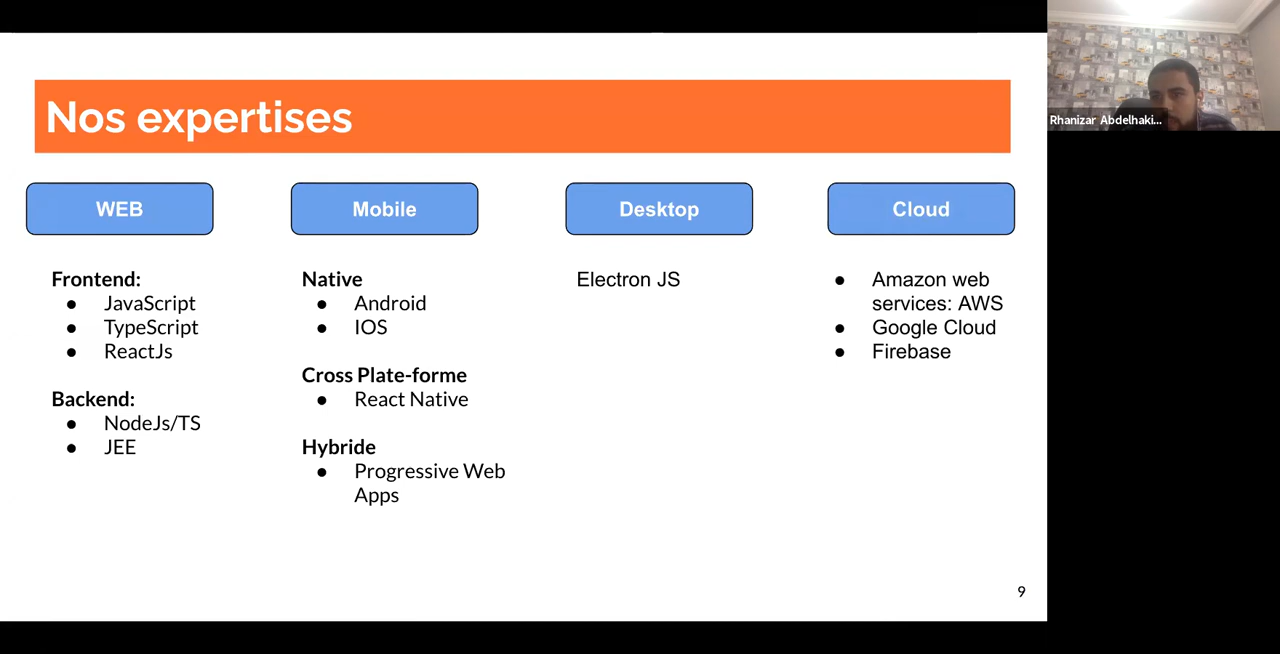 Nos expertises
WEB
Frontend:
● JavaScript
● TypeScript
● ReactJs
Backend:
● NodeJs/TS
● JEE
Mobile
Native
● Android
● IOS
Cross Plate-forme
● React Native
Hybride
● Progressive Web
Apps
Desktop
Electron JS
Cloud
● Amazon web
services: AWS
● Google Cloud
● Firebase
9
Rhanizar Abdelhaki...